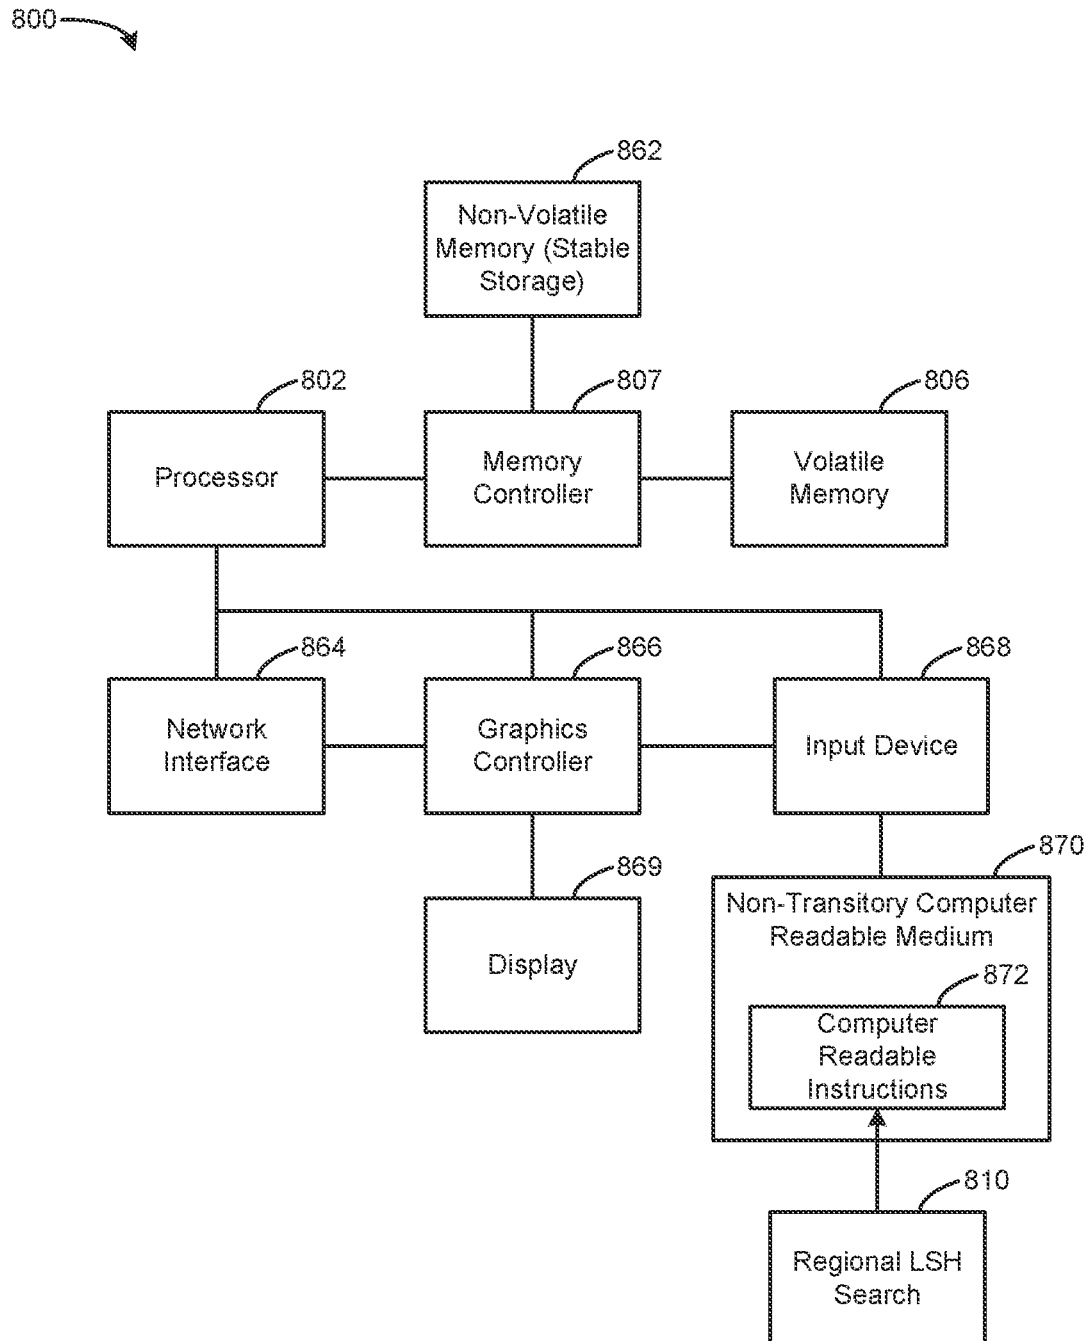 800
862
Non-Volatile
Memory (Stable
Storage)
802
807
806
Processor
Memory
Controller
Volatile
Memory
864
866
868
Network
Interface
Graphics
Controller
Input Device
869
870
Display
Non-Transitory Computer
Readable Medium
872
Computer
Readable
Instructions
810
Regional LSH
Search